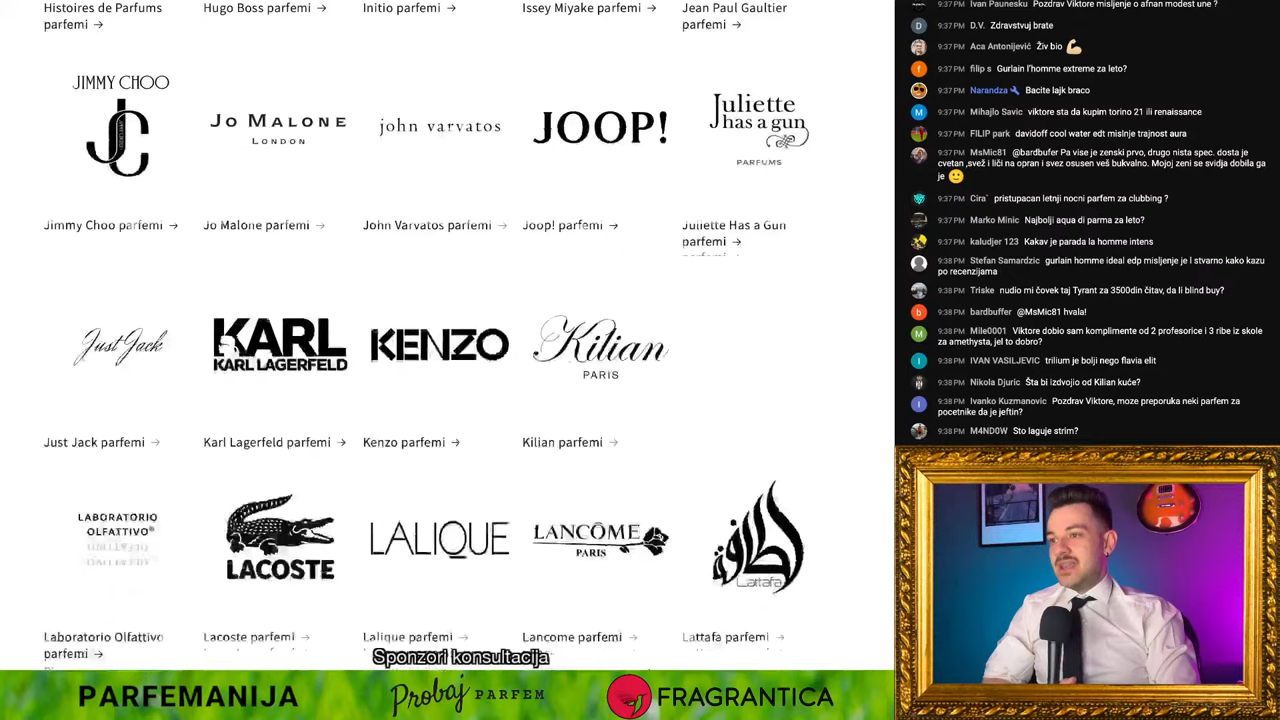 Histoires de Parfums
parfemi →
Hugo Boss parfemi →
Initio parfemi →
Issey Miyake parfemi →
Jean Paul Gaultier
parfemi →
JIMMY CHOO
JC
JO MALONE
LONDON
john varvatos
JOOP!
Juliette
has a gun
PARFUMS
Jimmy Choo parfemi →
Jo Malone parfemi →
John Varvatos parfemi →
Joop! parfemi →
Juliette Has a Gun
parfemi →
Just Jack
KARL
KARL LAGERFELD
KENZO
Kilian
PARIS
Just Jack parfemi →
Karl Lagerfeld parfemi →
Kenzo parfemi →
Kilian parfemi →
LABORATORIO
OLFATTIVO®
LACOSTE
LALIQUE
LANCÔME
PARIS
Lattafa
Laboratorio Olfattivo
parfemi →
Lacoste parfemi →
Lalique parfemi →
Lancome parfemi →
Lattafa parfemi →
Sponzori konsultacija
PARFEMANIJA
Probaj PARFEM
FRAGRANTICA
9:37 PM Ivan Paunesku Pozdrav Viktore misljenje o afnan modest une ?
D
9:37 PM D.V. Zdravstvuj brate
9:37 PM Aca Antonijević Živ bio 💪
f
9:37 PM filip s Gurlain l'homme extreme za leto?
9:37 PM Narandza Bacite lajk braco
M
9:37 PM Mihajlo Savic viktore sta da kupim torino 21 ili renaissance
9:37 PM FILIP park davidoff cool water edt mislnje trajnost aura
9:37 PM MsMic81 @bardbufer Pa vise je zenski prvo, drugo nista spec. dosta je
cvetan ,svež i liči na opran i svez osusen veš bukvalno. Mojoj zeni se svidja dobila ga
je 🙂
9:37 PM Cira` pristupacan letnji nocni parfem za clubbing ?
9:37 PM Marko Minic Najbolji aqua di parma za leto?
9:37 PM kaludjer 123 Kakav je parada la homme intens
9:38 PM Stefan Samardzic gurlain homme ideal edp misljenje je l stvarno kako kazu
po recenzijama
9:38 PM Triske nudio mi čovek taj Tyrant za 3500din čitav, da li blind buy?
b
9:38 PM bardbuffer @MsMic81 hvala!
M
9:38 PM Mile0001 Viktore dobio sam komplimente od 2 profesorice i 3 ribe iz skole
za amethysta, jel to dobro?
I
9:38 PM IVAN VASILJEVIC trilium je bolji nego flavia elit
9:38 PM Nikola Djuric Šta bi izdvojio od Kilian kuće?
I
9:38 PM Ivanko Kuzmanovic Pozdrav Viktore, moze preporuka neki parfem za
pocetnike da je jeftin?
9:38 PM M4ND0W Sto laguje strim?